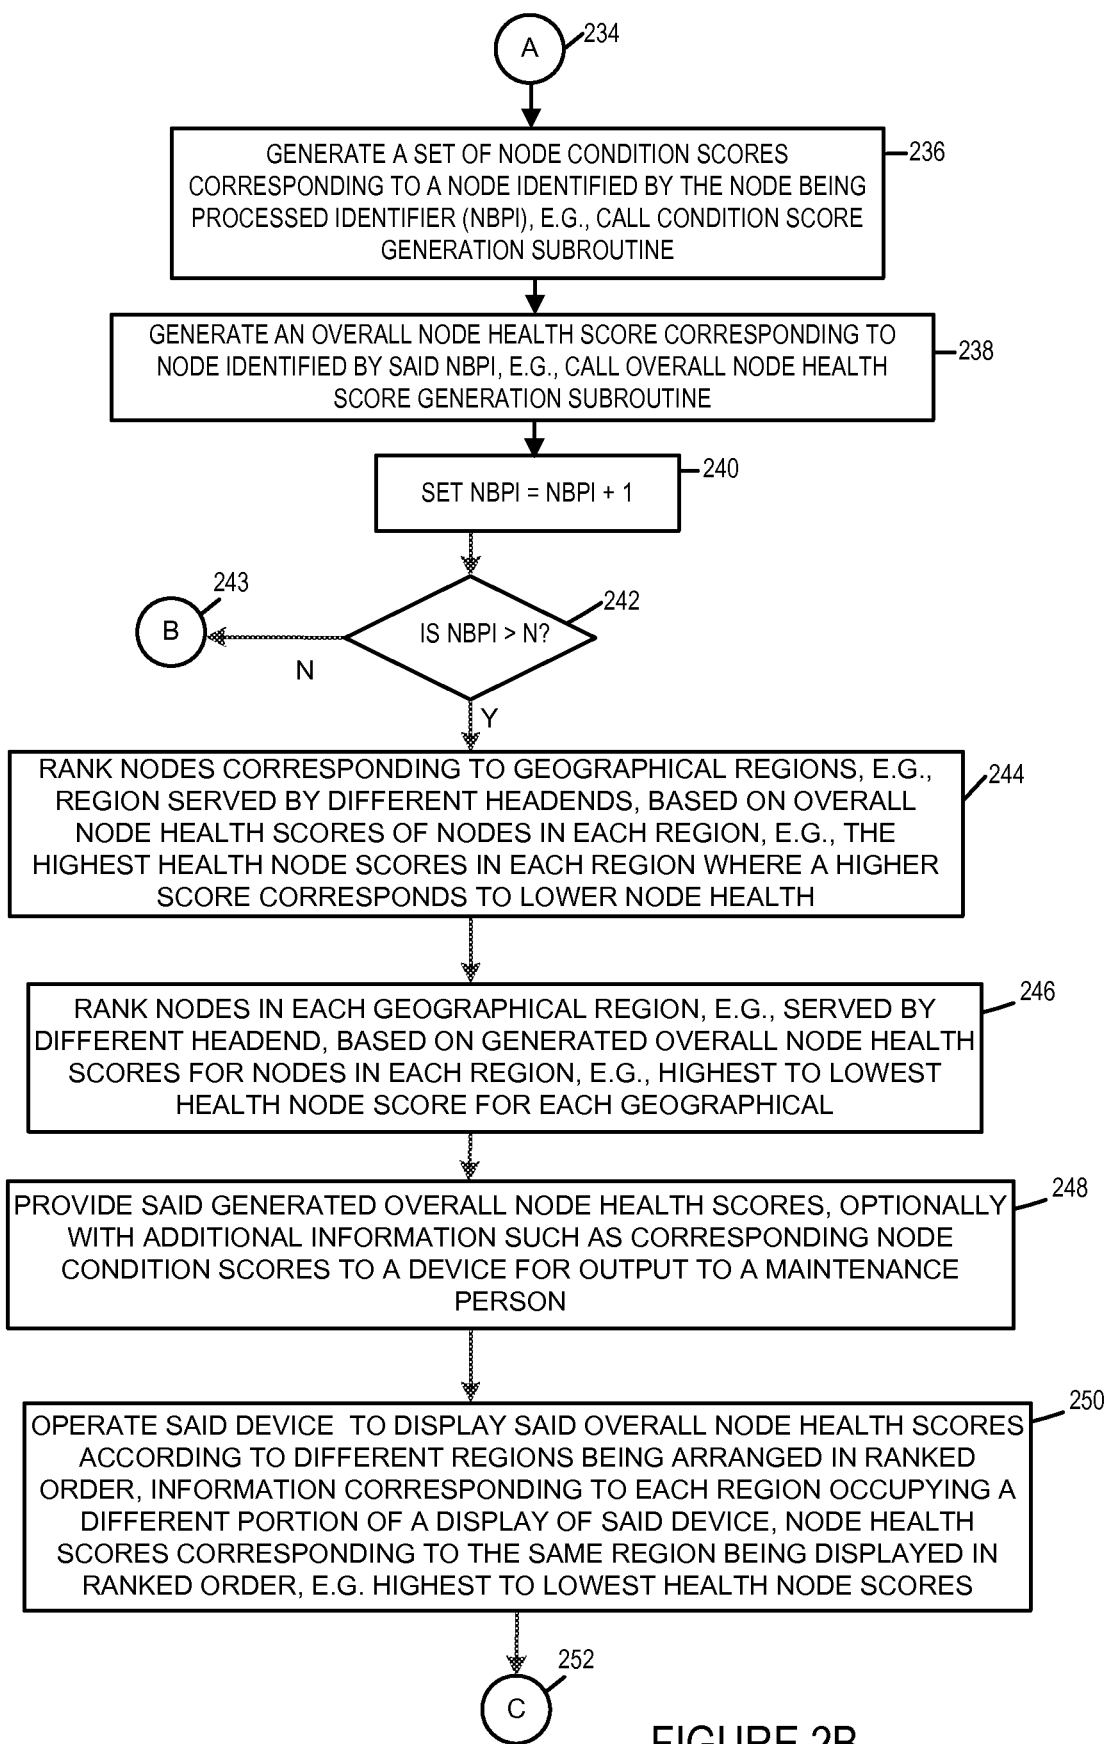 A
234
GENERATE A SET OF NODE CONDITION SCORES
CORRESPONDING TO A NODE IDENTIFIED BY THE NODE BEING
PROCESSED IDENTIFIER (NBPI), E.G., CALL CONDITION SCORE
GENERATION SUBROUTINE
236
GENERATE AN OVERALL NODE HEALTH SCORE CORRESPONDING TO
NODE IDENTIFIED BY SAID NBPI, E.G., CALL OVERALL NODE HEALTH
SCORE GENERATION SUBROUTINE
238
SET NBPI = NBPI + 1
240
243
B
N
IS NBPI > N?
242
Y
RANK NODES CORRESPONDING TO GEOGRAPHICAL REGIONS, E.G.,
REGION SERVED BY DIFFERENT HEADENDS, BASED ON OVERALL
NODE HEALTH SCORES OF NODES IN EACH REGION, E.G., THE
HIGHEST HEALTH NODE SCORES IN EACH REGION WHERE A HIGHER
SCORE CORRESPONDS TO LOWER NODE HEALTH
244
RANK NODES IN EACH GEOGRAPHICAL REGION, E.G., SERVED BY
DIFFERENT HEADEND, BASED ON GENERATED OVERALL NODE HEALTH
SCORES FOR NODES IN EACH REGION, E.G., HIGHEST TO LOWEST
HEALTH NODE SCORE FOR EACH GEOGRAPHICAL
246
PROVIDE SAID GENERATED OVERALL NODE HEALTH SCORES, OPTIONALLY
WITH ADDITIONAL INFORMATION SUCH AS CORRESPONDING NODE
CONDITION SCORES TO A DEVICE FOR OUTPUT TO A MAINTENANCE
PERSON
248
OPERATE SAID DEVICE TO DISPLAY SAID OVERALL NODE HEALTH SCORES
ACCORDING TO DIFFERENT REGIONS BEING ARRANGED IN RANKED
ORDER, INFORMATION CORRESPONDING TO EACH REGION OCCUPYING A
DIFFERENT PORTION OF A DISPLAY OF SAID DEVICE, NODE HEALTH
SCORES CORRESPONDING TO THE SAME REGION BEING DISPLAYED IN
RANKED ORDER, E.G. HIGHEST TO LOWEST HEALTH NODE SCORES
250
C
252
FIGURE 2B